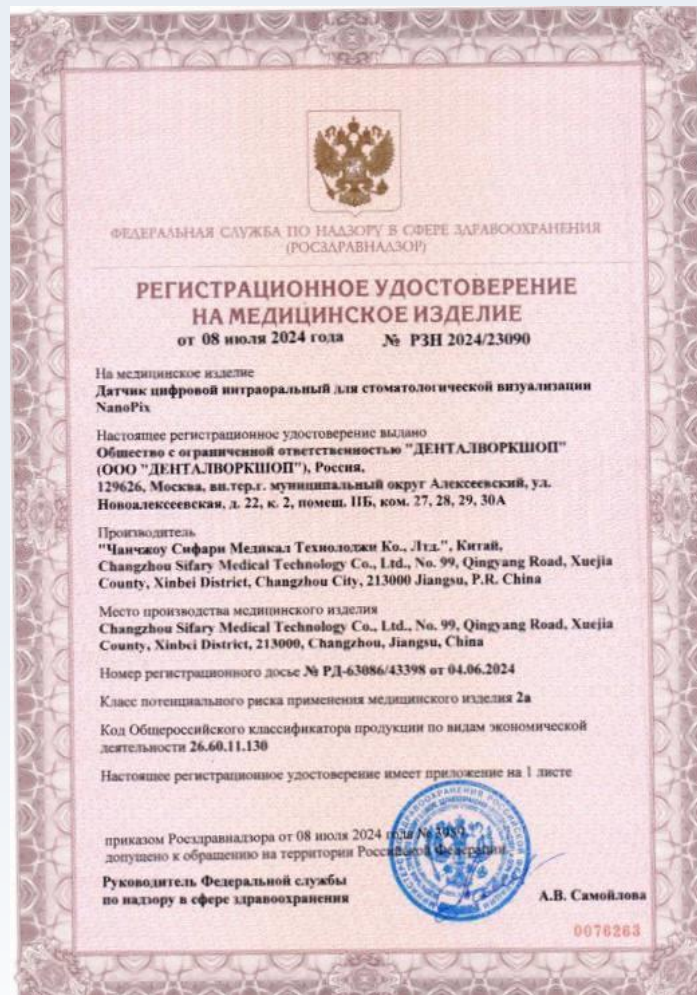 ФЕДЕРАЛЬНАЯ СЛУЖБА ПО НАДЗОРУ В СФЕРЕ ЗДРАВООХРАНЕНИЯ
(РОСЗДРАВНАДЗОР)
РЕГИСТРАЦИОННОЕ УДОСТОВЕРЕНИЕ
НА МЕДИЦИНСКОЕ ИЗДЕЛИЕ
от 08 июля 2024 года № РЗН 2024/23090
На медицинское изделие
Датчик цифровой интраоральный для стоматологической визуализации
NanoPix
Настоящее регистрационное удостоверение выдано
Общество с ограниченной ответственностью "ДЕНТАЛВОРКШОП"
(ООО "ДЕНТАЛВОРКШОП"), Россия,
129626, Москва, вн.тер.г. муниципальный округ Алексеевский, ул.
Новоалексеевская, д. 22, к. 2, помещ. IIБ, ком. 27, 28, 29, 30А
Производитель
"Чанчжоу Сифари Медикал Технолоджи Ко., Лтд.", Китай,
Changzhou Sifary Medical Technology Co., Ltd., No. 99, Qingyang Road, Xuejia
County, Xinbei District, Changzhou City, 213000 Jiangsu, P.R. China
Место производства медицинского изделия
Changzhou Sifary Medical Technology Co., Ltd., No. 99, Qingyang Road, Xuejia
County, Xinbei District, 213000, Changzhou, Jiangsu, China
Номер регистрационного досье № РД-63086/43398 от 04.06.2024
Класс потенциального риска применения медицинского изделия 2а
Код Общероссийского классификатора продукции по видам экономической
деятельности 26.60.11.130
Настоящее регистрационное удостоверение имеет приложение на 1 листе
приказом Росздравнадзора от 08 июля 2024 года №
допущено к обращению на территории Российской Федерации.
Руководитель Федеральной службы
по надзору в сфере здравоохранения
А.В. Самойлова
0076263